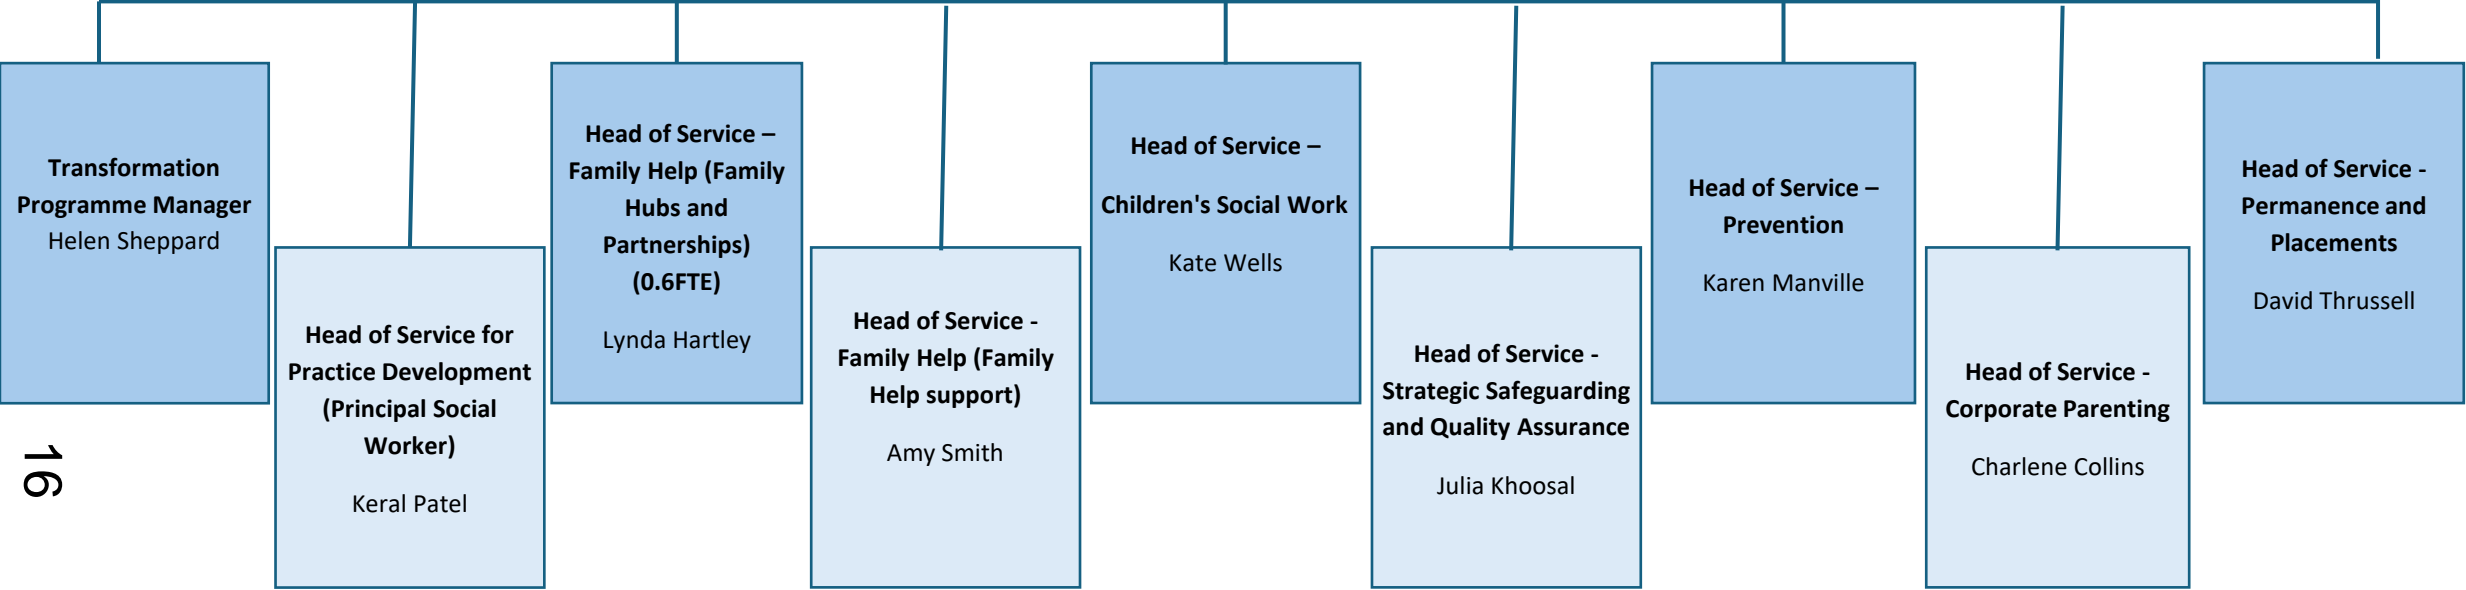 Transformation
Programme Manager
Helen Sheppard
Head of Service for
Practice Development
(Principal Social
Worker)
Keral Patel
Head of Service –
Family Help (Family
Hubs and
Partnerships)
(0.6FTE)
Lynda Hartley
Head of Service -
Family Help (Family
Help support)
Amy Smith
Head of Service –
Children's Social Work
Kate Wells
Head of Service -
Strategic Safeguarding
and Quality Assurance
Julia Khoosal
Head of Service –
Prevention
Karen Manville
Head of Service -
Corporate Parenting
Charlene Collins
Head of Service -
Permanence and
Placements
David Thrussell
16